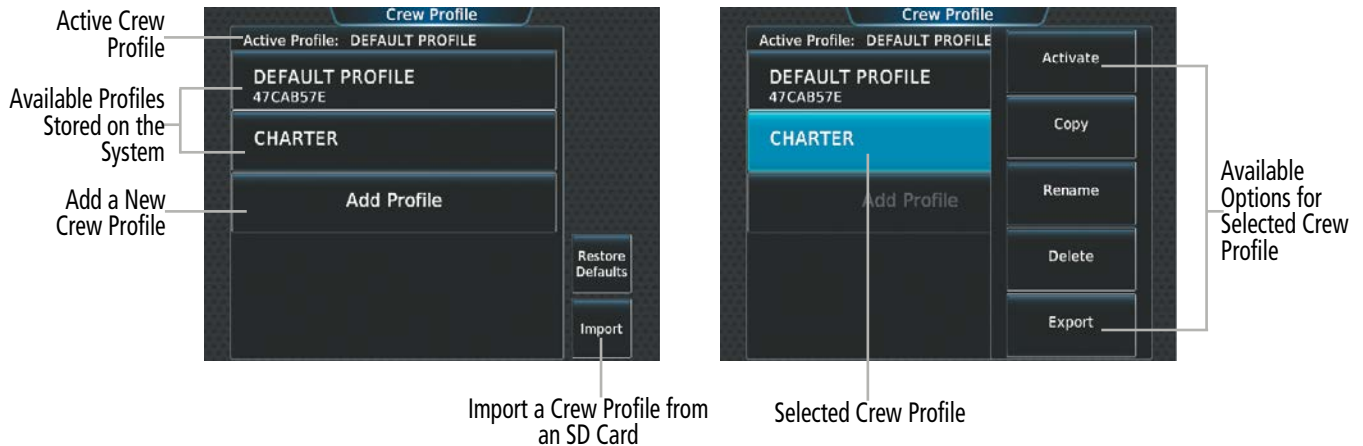 Active Crew
Profile
Available Profiles
Stored on the
System
Add a New
Crew Profile
Crew Profile
Active Profile: DEFAULT PROFILE
DEFAULT PROFILE
47CAB57E
CHARTER
Add Profile
Restore
Defaults
Import
Import a Crew Profile from
an SD Card
Crew Profile
Active Profile: DEFAULT PROFILE
DEFAULT PROFILE
47CAB57E
CHARTER
Add Profile
Activate
Copy
Rename
Delete
Export
Selected Crew Profile
Available
Options for
Selected Crew
Profile